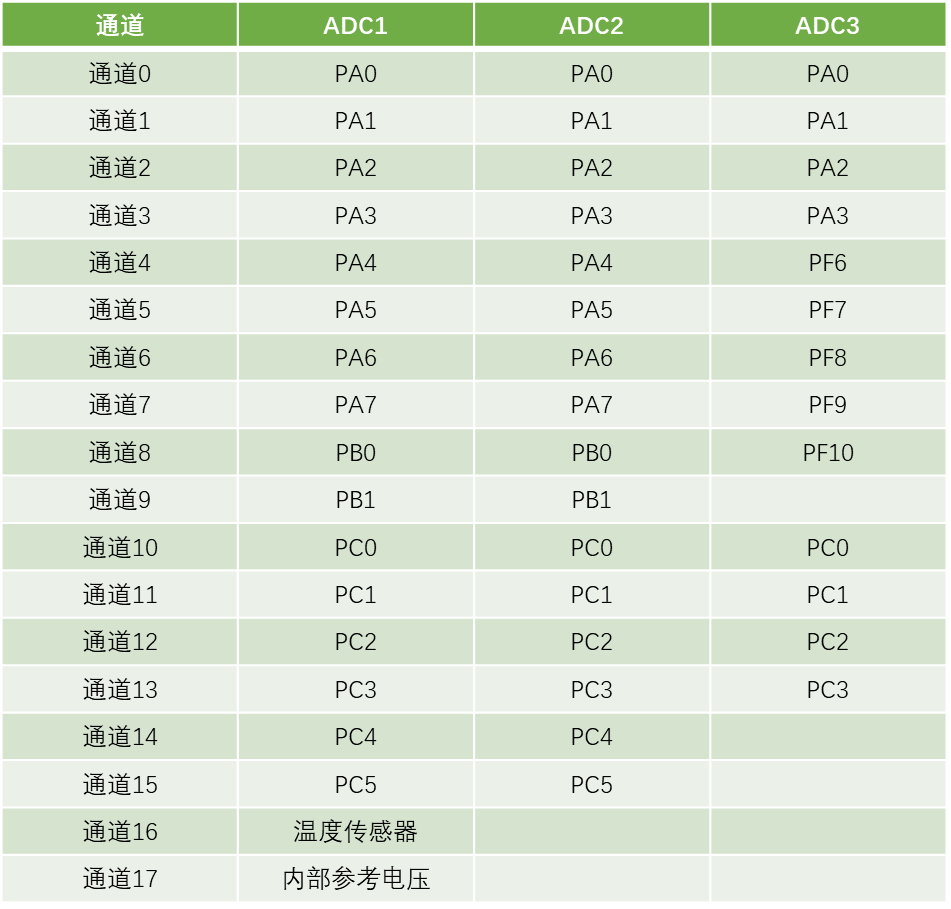 通道 ADC1 ADC2 ADC3
通道0 PA0 PA0 PA0
通道1 PA1 PA1 PA1
通道2 PA2 PA2 PA2
通道3 PA3 PA3 PA3
通道4 PA4 PA4 PF6
通道5 PA5 PA5 PF7
通道6 PA6 PA6 PF8
通道7 PA7 PA7 PF9
通道8 PB0 PB0 PF10
通道9 PB1 PB1
通道10 PC0 PC0 PC0
通道11 PC1 PC1 PC1
通道12 PC2 PC2 PC2
通道13 PC3 PC3 PC3
通道14 PC4 PC4
通道15 PC5 PC5
通道16 温度传感器
通道17 内部参考电压